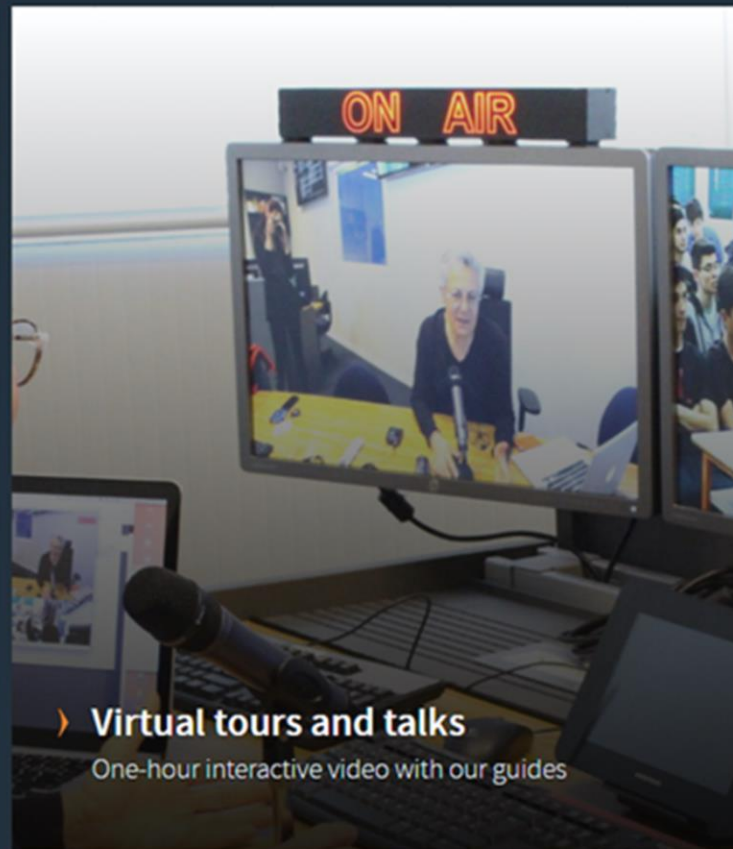 ON AIR
Virtual tours and talks
One-hour interactive video with our guides